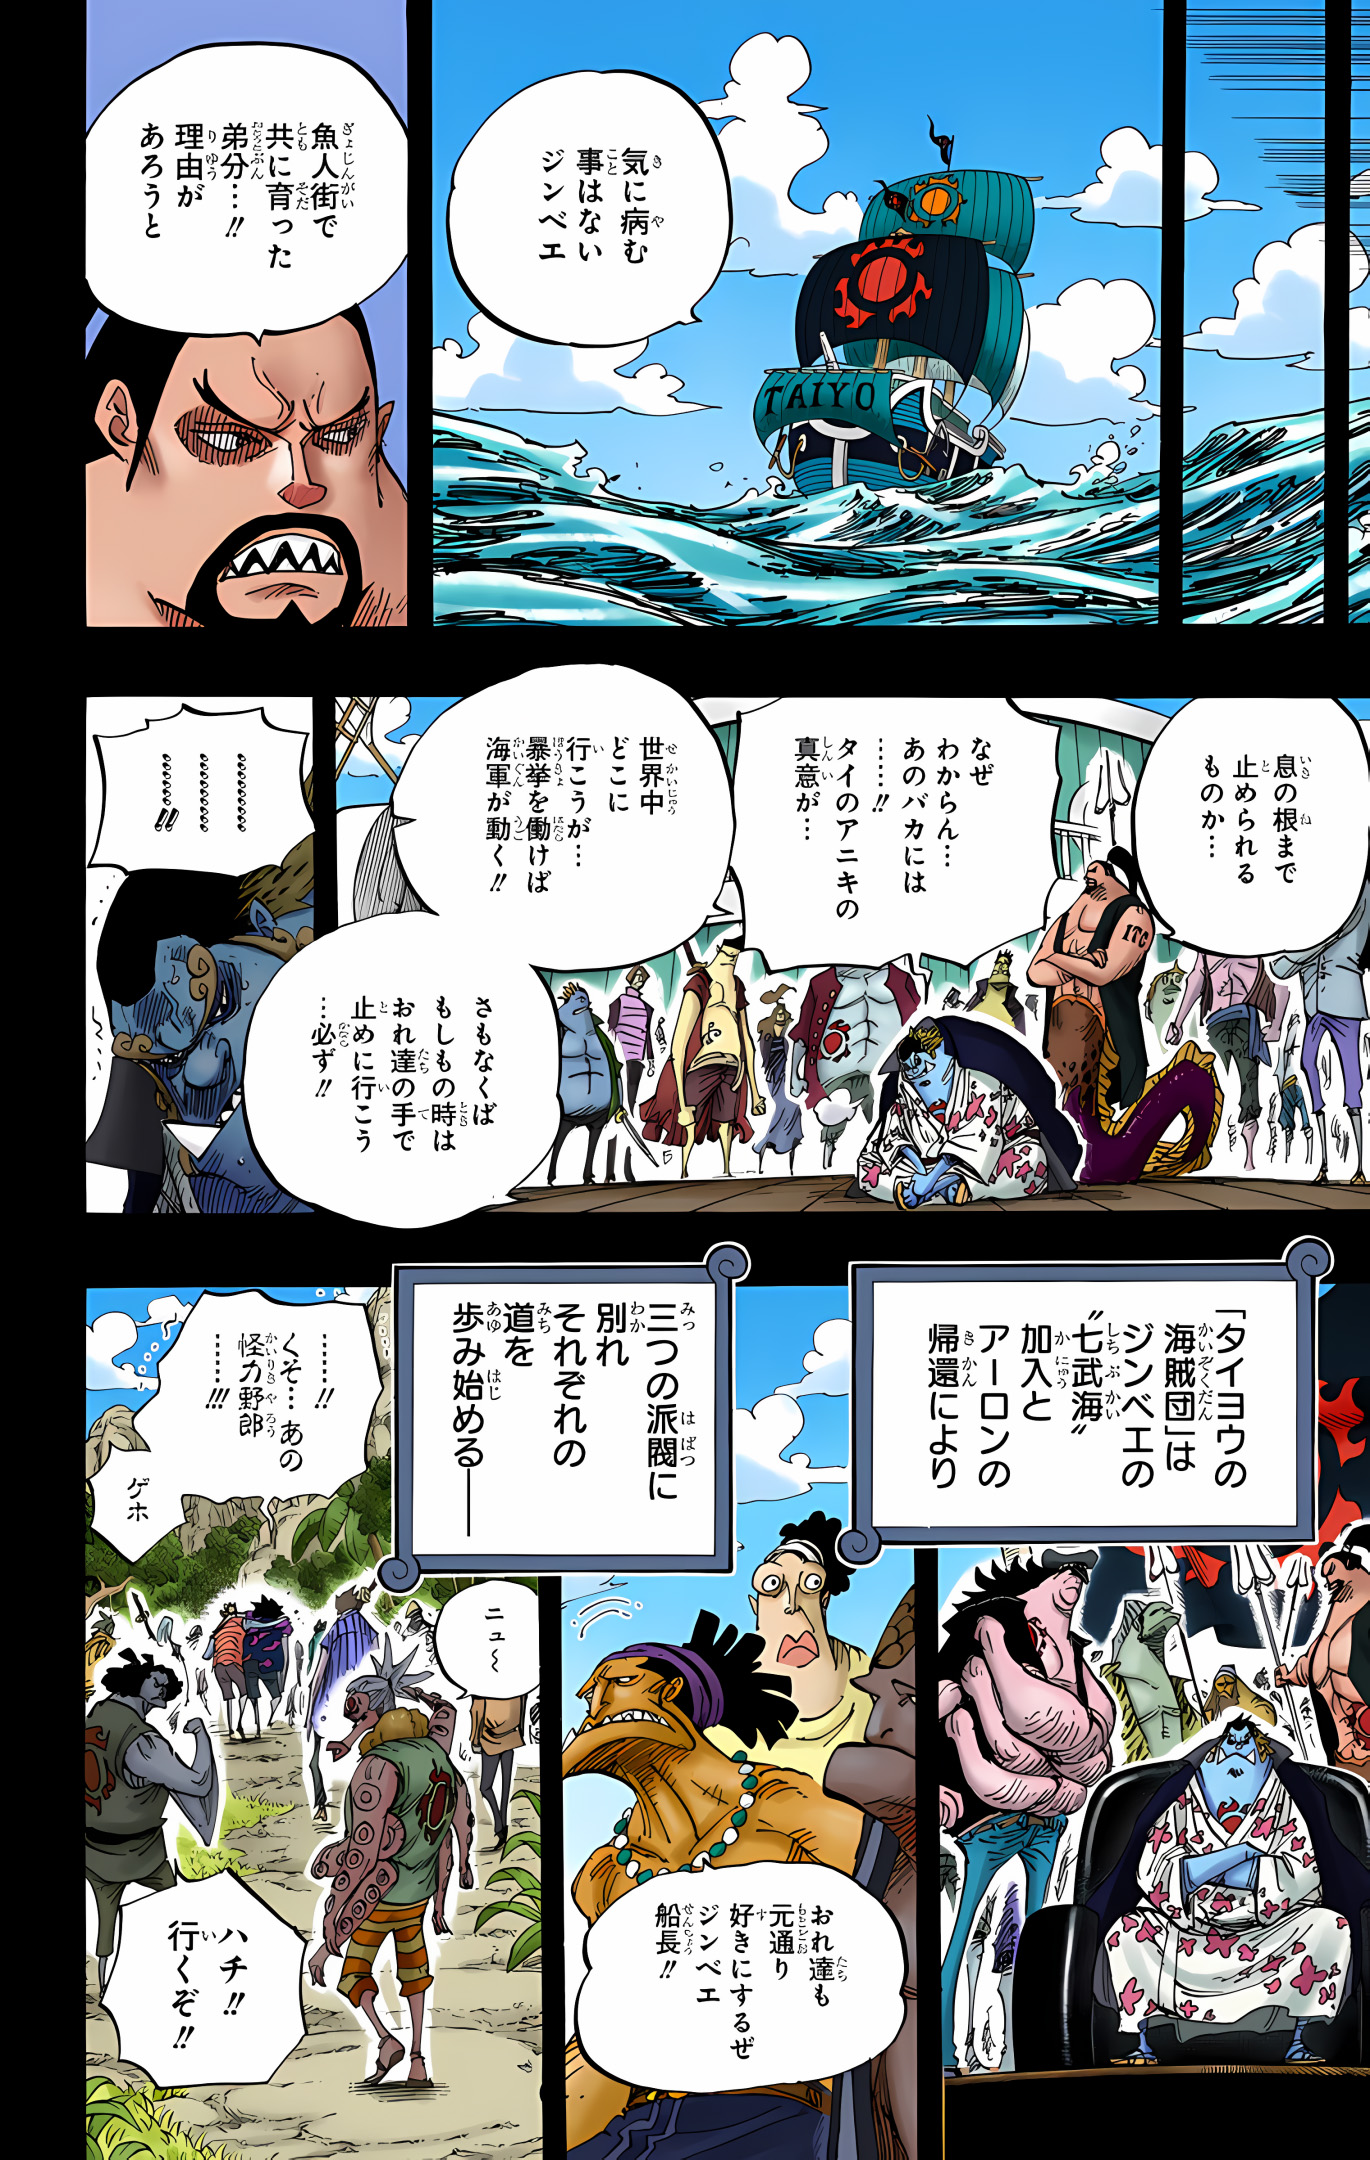 気に病む
事はない
ジンベエ
TAIYO
魚人街で
共に育った
弟分…!!
理由が
あろうと
息の根まで
止められる
ものか…
なぜ
わからん…
あのバカには
……!!
タイのアニキの
真意が…
ITC
世界中
どこに
行こうが…
暴挙を働けば
海軍が動く!!
さもなくば
もしもの時は
おれ達の手で
止めに行こう
…必ず!!
………
………
………!!
「タイヨウの
海賊団」は
ジンベエの
〝七武海〟
加入と
アーロンの
帰還により
三つの派閥に
別れ
それぞれの
道を
歩み始める――
おれ達も
元通り
好きにするぜ
ジンベエ
船長!!
……!!
くそ…あの
怪力野郎
……!!!
ゲホ
ニュ～
ハチ!!
行くぞ!!